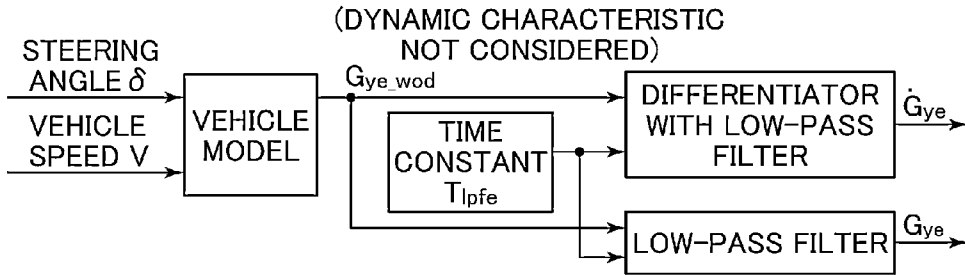 (DYNAMIC CHARACTERISTIC
NOT CONSIDERED)
STEERING
ANGLE δ
VEHICLE
SPEED V
VEHICLE
MODEL
Gye_wod
TIME
CONSTANT
Tlpfe
DIFFERENTIATOR
WITH LOW-PASS
FILTER
Ġye
LOW-PASS FILTER
Gye